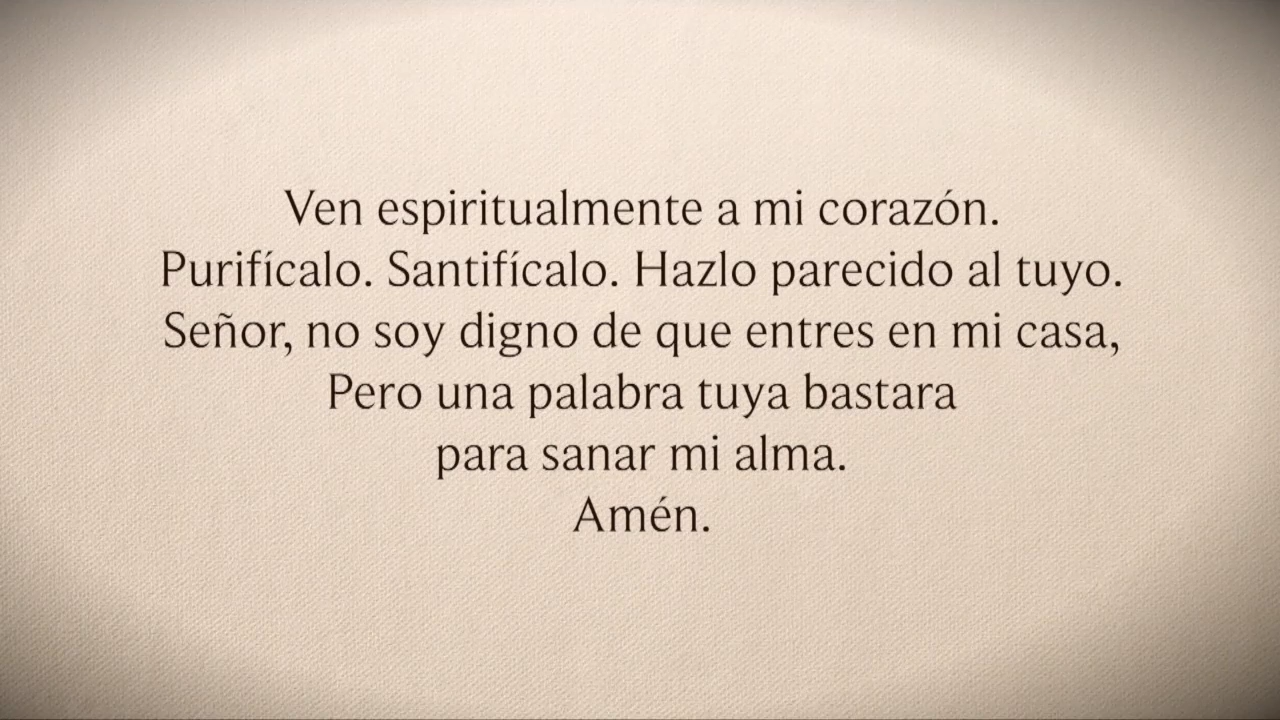 Ven espiritualmente a mi corazón.
Purifícalo. Santifícalo. Hazlo parecido al tuyo.
Señor, no soy digno de que entres en mi casa,
Pero una palabra tuya bastara
para sanar mi alma.
Amén.